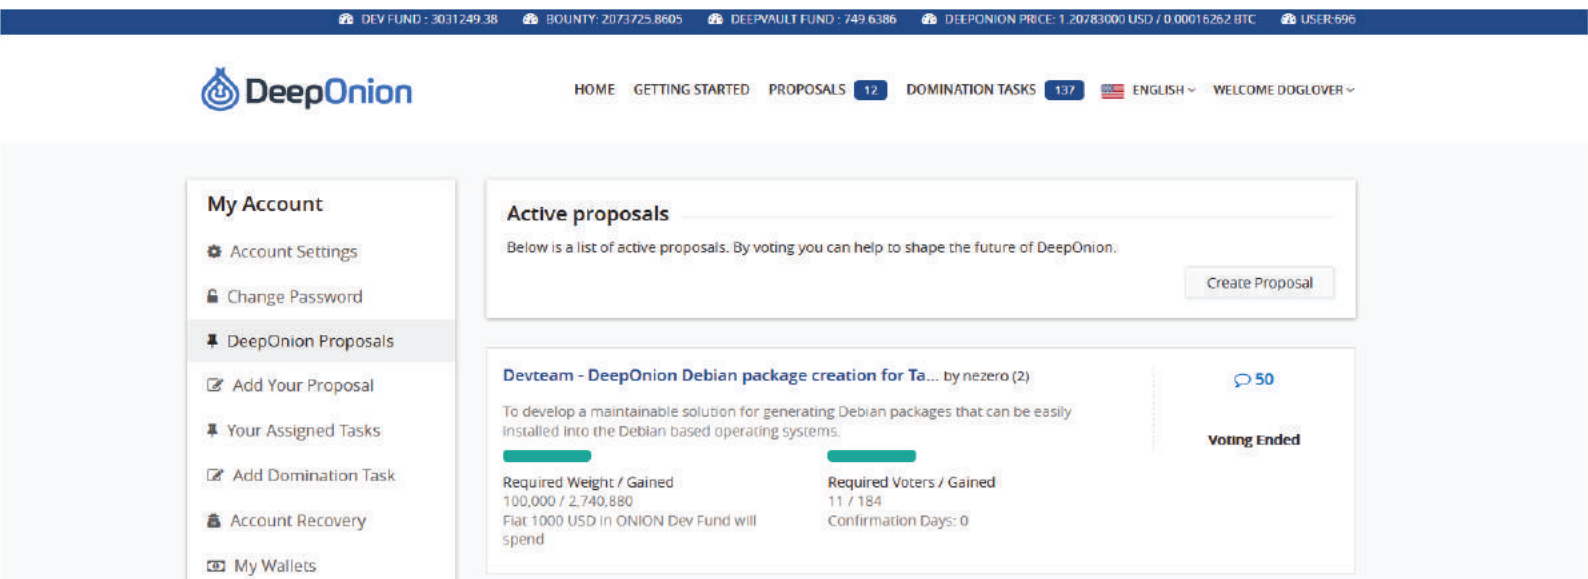 DEV FUND : 3031249.38 BOUNTY: 2073725.8605 DEEPVAULT FUND : 749.6386 DEEPONION PRICE: 1.20783000 USD / 0.00016262 BTC USER:696
DeepOnion
HOME GETTING STARTED PROPOSALS 12 DOMINATION TASKS 137 ENGLISH WELCOME DOGLOVER
My Account
Account Settings
Change Password
DeepOnion Proposals
Add Your Proposal
Your Assigned Tasks
Add Domination Task
Account Recovery
My Wallets
Active proposals
Below is a list of active proposals. By voting you can help to shape the future of DeepOnion.
Create Proposal
Devteam - DeepOnion Debian package creation for Ta... by nezero (2)
To develop a maintainable solution for generating Debian packages that can be easily
installed into the Debian based operating systems.
Required Weight / Gained
100,000 / 2,740,880
Fiat 1000 USD in ONION Dev Fund will
spend
Required Voters / Gained
11 / 184
Confirmation Days: 0
50
Voting Ended